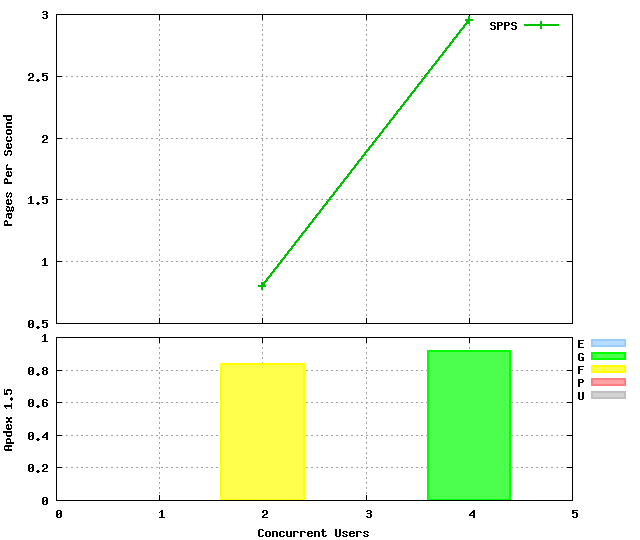 3
SPPS
2.5
2
1.5
1
0.5
Pages Per Second
1
0.8
0.6
0.4
0.2
0
Apdex 1.5
E
G
F
P
U
0 1 2 3 4 5
Concurrent Users